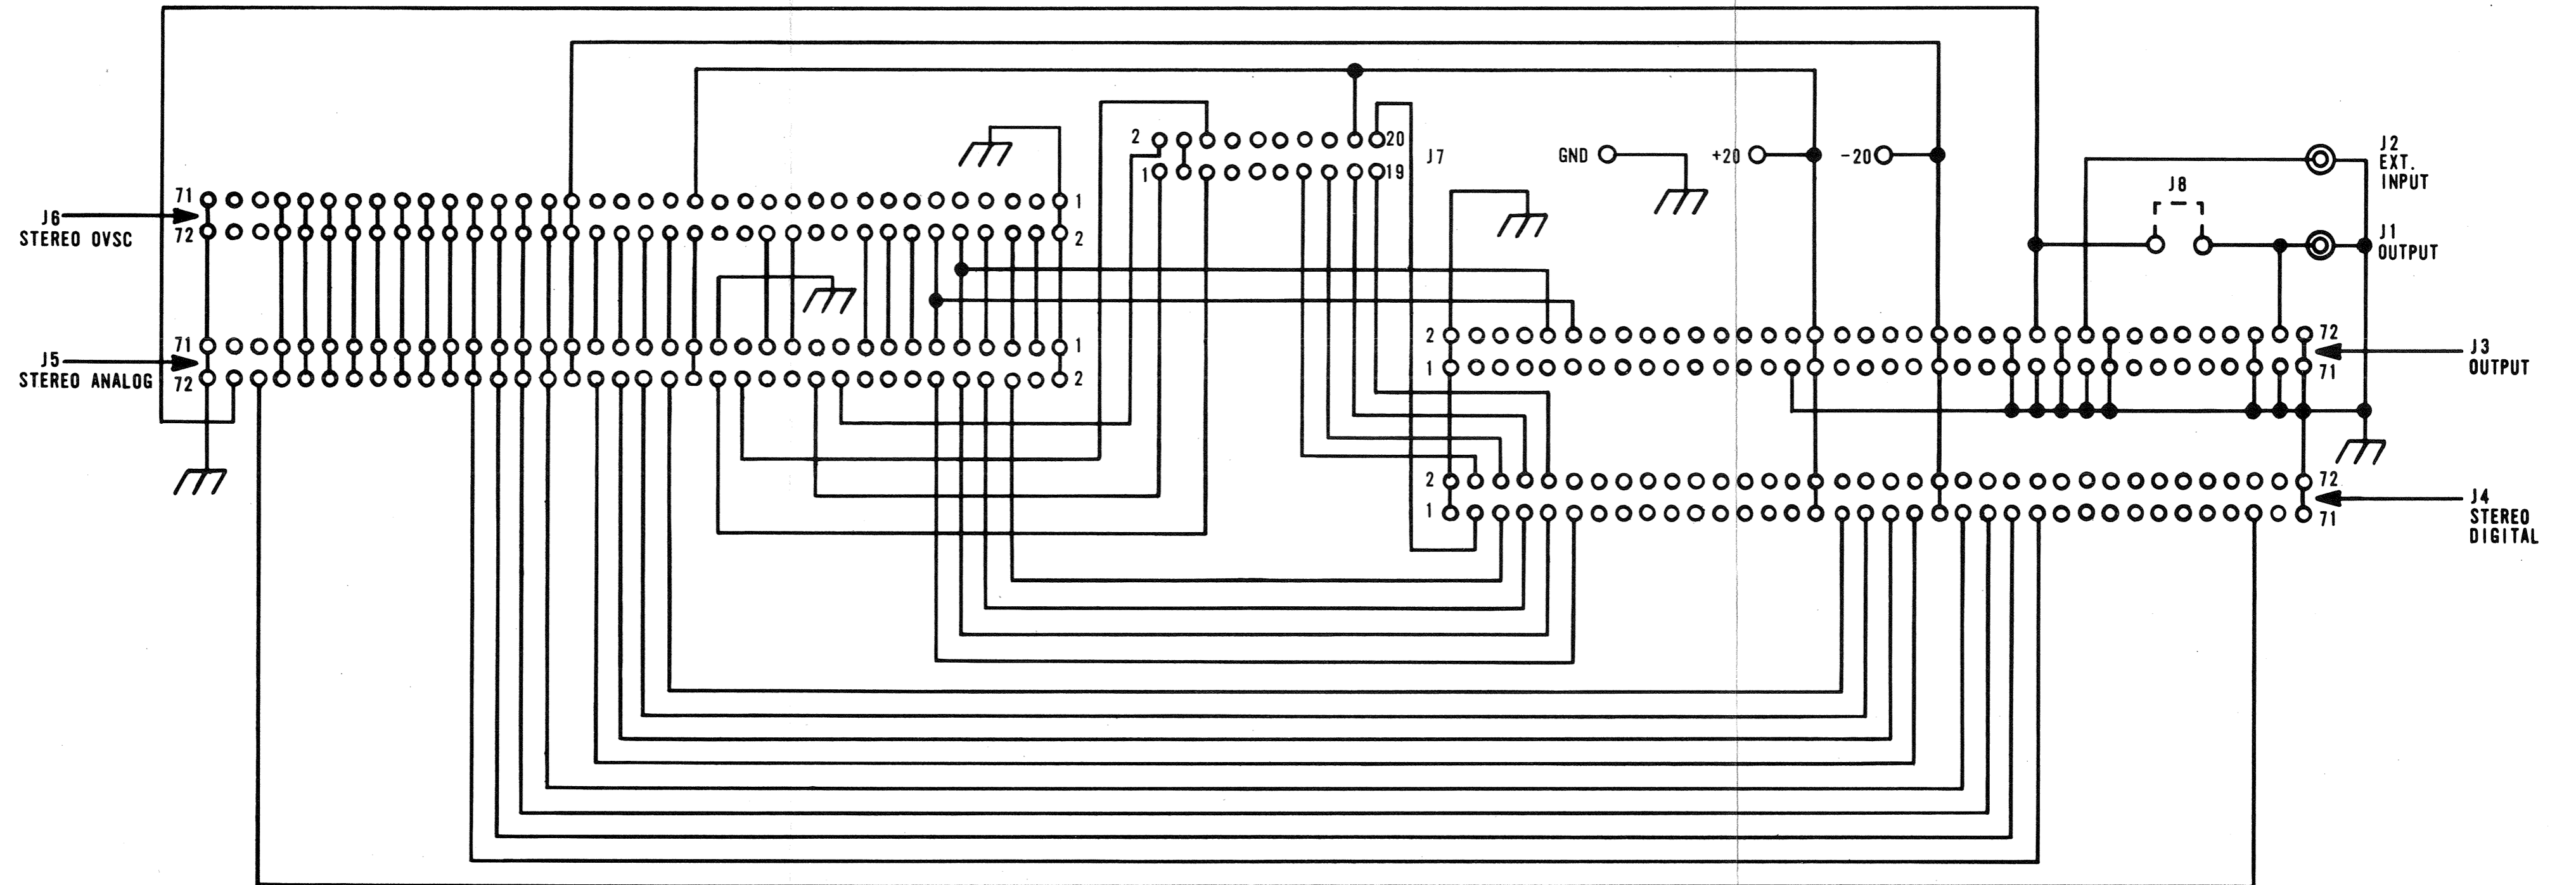 2
20
J7
1
19
GND
+20
-20
J2
EXT.
INPUT
J8
J1
OUTPUT
71
1
J6
STEREO OVSC
72
2
71
1
J5
STEREO ANALOG
72
2
2
72
J3
OUTPUT
1
71
2
72
J4
STEREO
DIGITAL
1
71